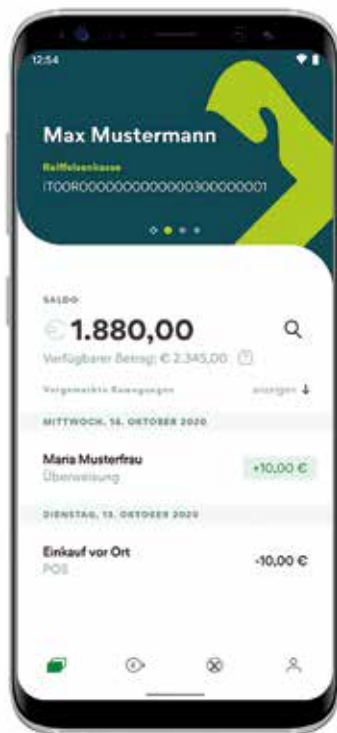 12:54
Max Mustermann
Raiffeisenkasse
IT00R0000000000000300000001
SALDO
€ 1.880,00
Verfügbarer Betrag: € 2.345,00
Vorgemerkte Bewegungen anzeigen
MITTWOCH, 14. OKTOBER 2020
Maria Musterfrau
+10,00 €
Überweisung
DIENSTAG, 13. OKTOBER 2020
Einkauf vor Ort
-10,00 €
POS